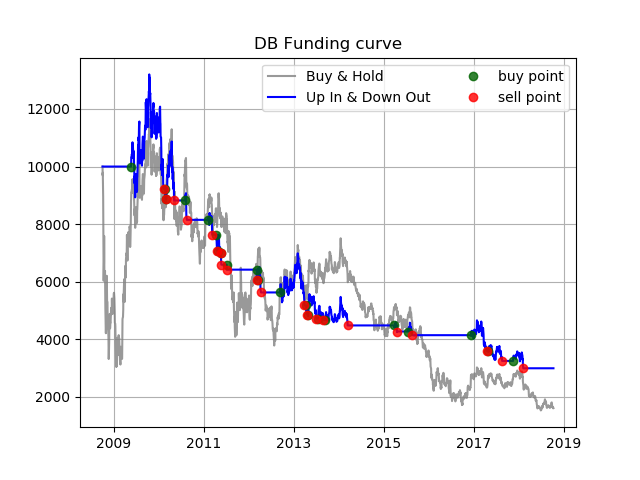 DB Funding curve
Buy & Hold
Up In & Down Out
buy point
sell point
12000
10000
8000
6000
4000
2000
2009 2011 2013 2015 2017 2019